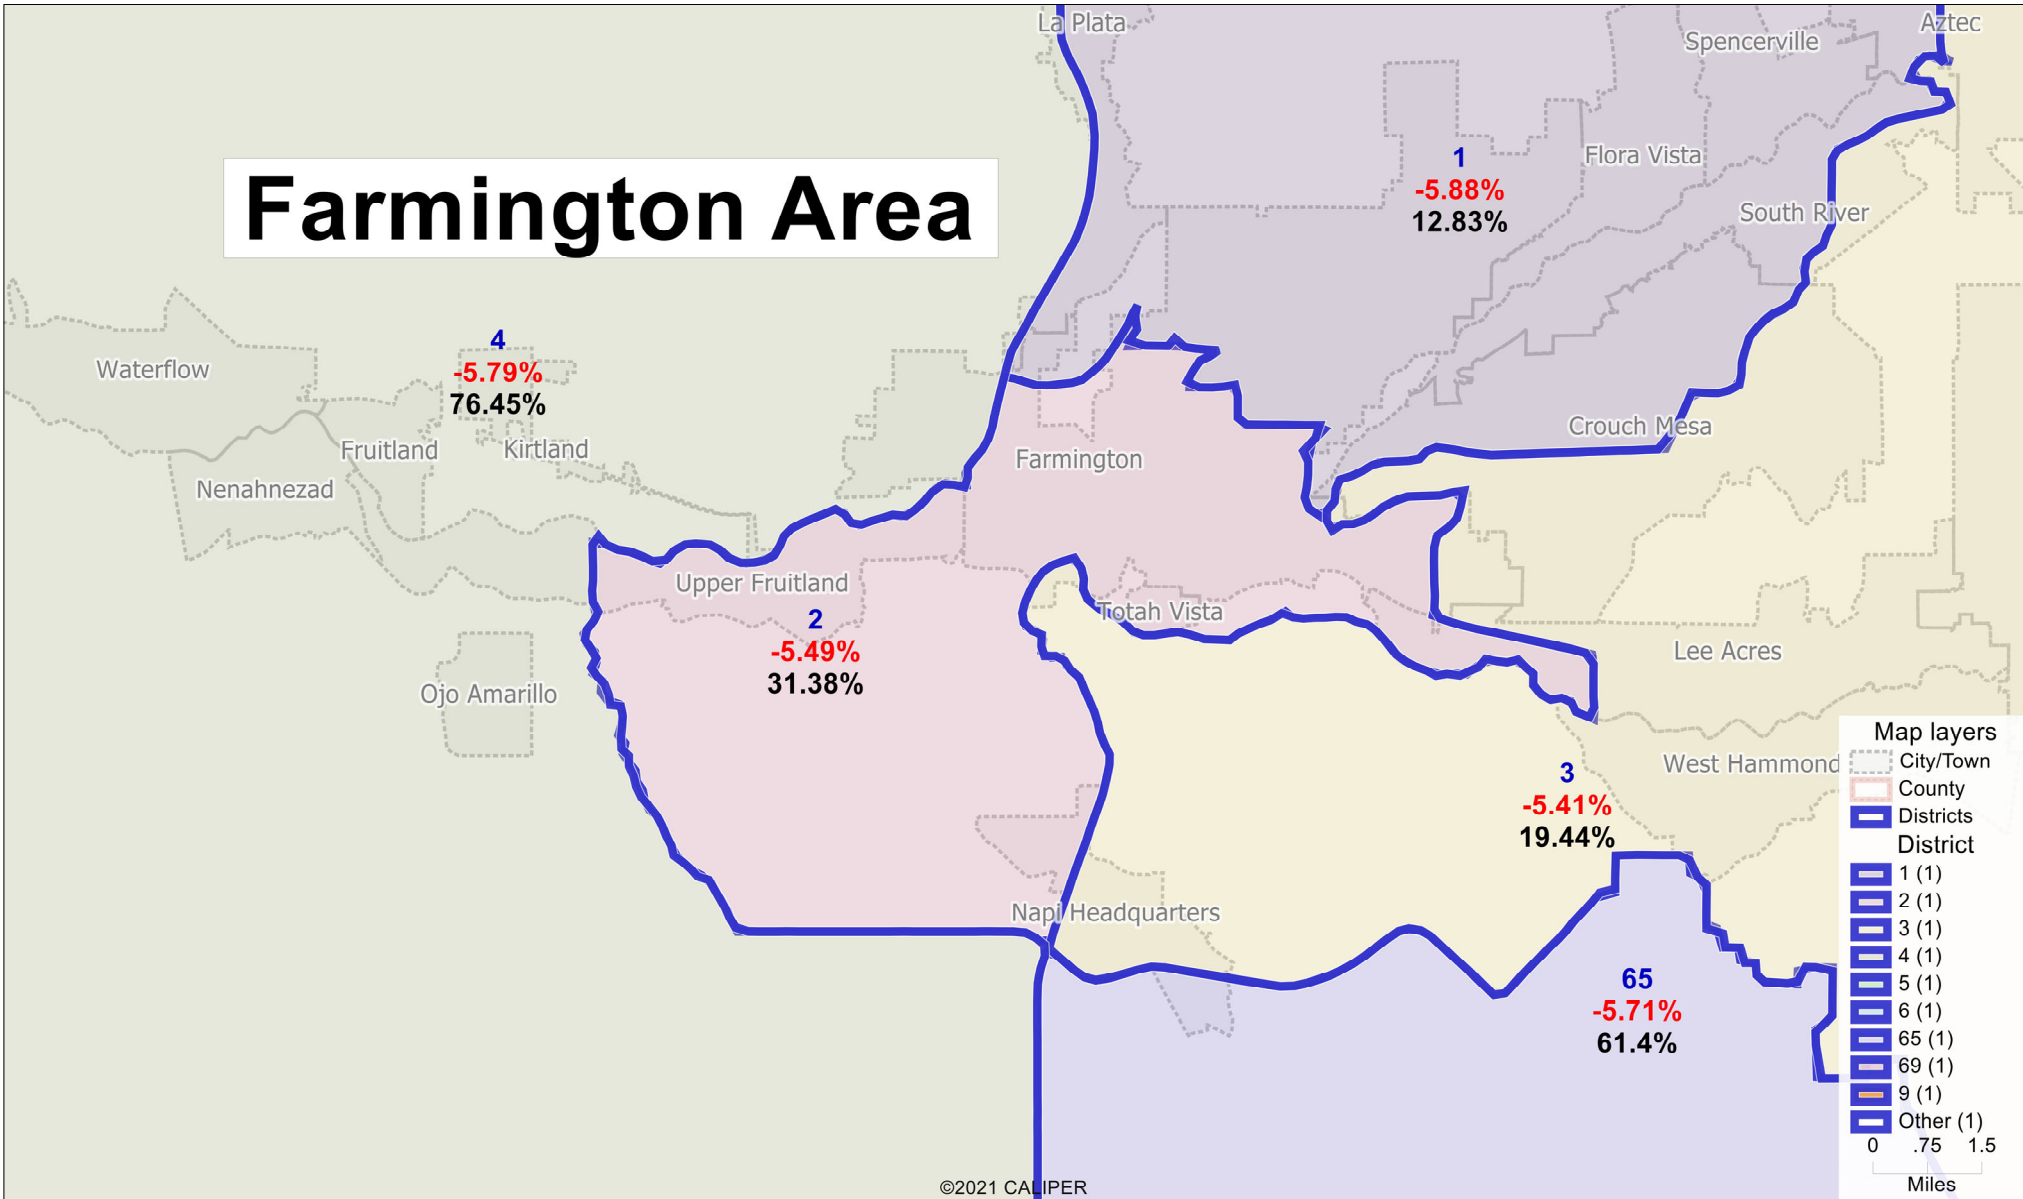 La Plata
Aztec
Spencerville
1
-5.88%
12.83%
Flora Vista
Farmington Area
South River
4
-5.79%
76.45%
Waterflow
Crouch Mesa
Fruitland
Kirtland
Farmington
Nenahnezad
Upper Fruitland
2
-5.49%
31.38%
Totah Vista
Lee Acres
Ojo Amarillo
West Hammond
3
-5.41%
19.44%
Napi Headquarters
65
-5.71%
61.4%
Map layers
City/Town
County
Districts
District
1 (1)
2 (1)
3 (1)
4 (1)
5 (1)
6 (1)
65 (1)
69 (1)
9 (1)
Other (1)
0 .75 1.5
Miles
©2021 CALIPER